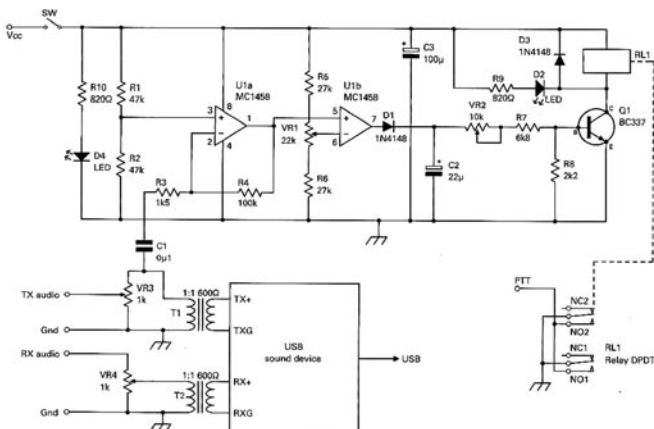 SW
Vcc
R10
820Ω
D4
LED
R1
47k
R2
47k
R3
1k5
R4
100k
C1
0µ1
U1a
MC1458
3
8
1
2
4
R5
27k
VR1
22k
R6
27k
U1b
MC1458
5
7
6
D1
1N4148
C3
100µ
C2
22µ
VR2
10k
R7
6k8
R8
2k2
R9
820Ω
D2
LED
D3
1N4148
RL1
Q1
BC337
c
e
TX audio
VR3
1k
Gnd
1:1 600Ω
T1
TX+
TXG
RX audio
VR4
1k
Gnd
1:1 600Ω
T2
RX+
RXG
USB
sound device
USB
PTT
NC2
NO2
NC1
NO1
RL1
Relay DPDT